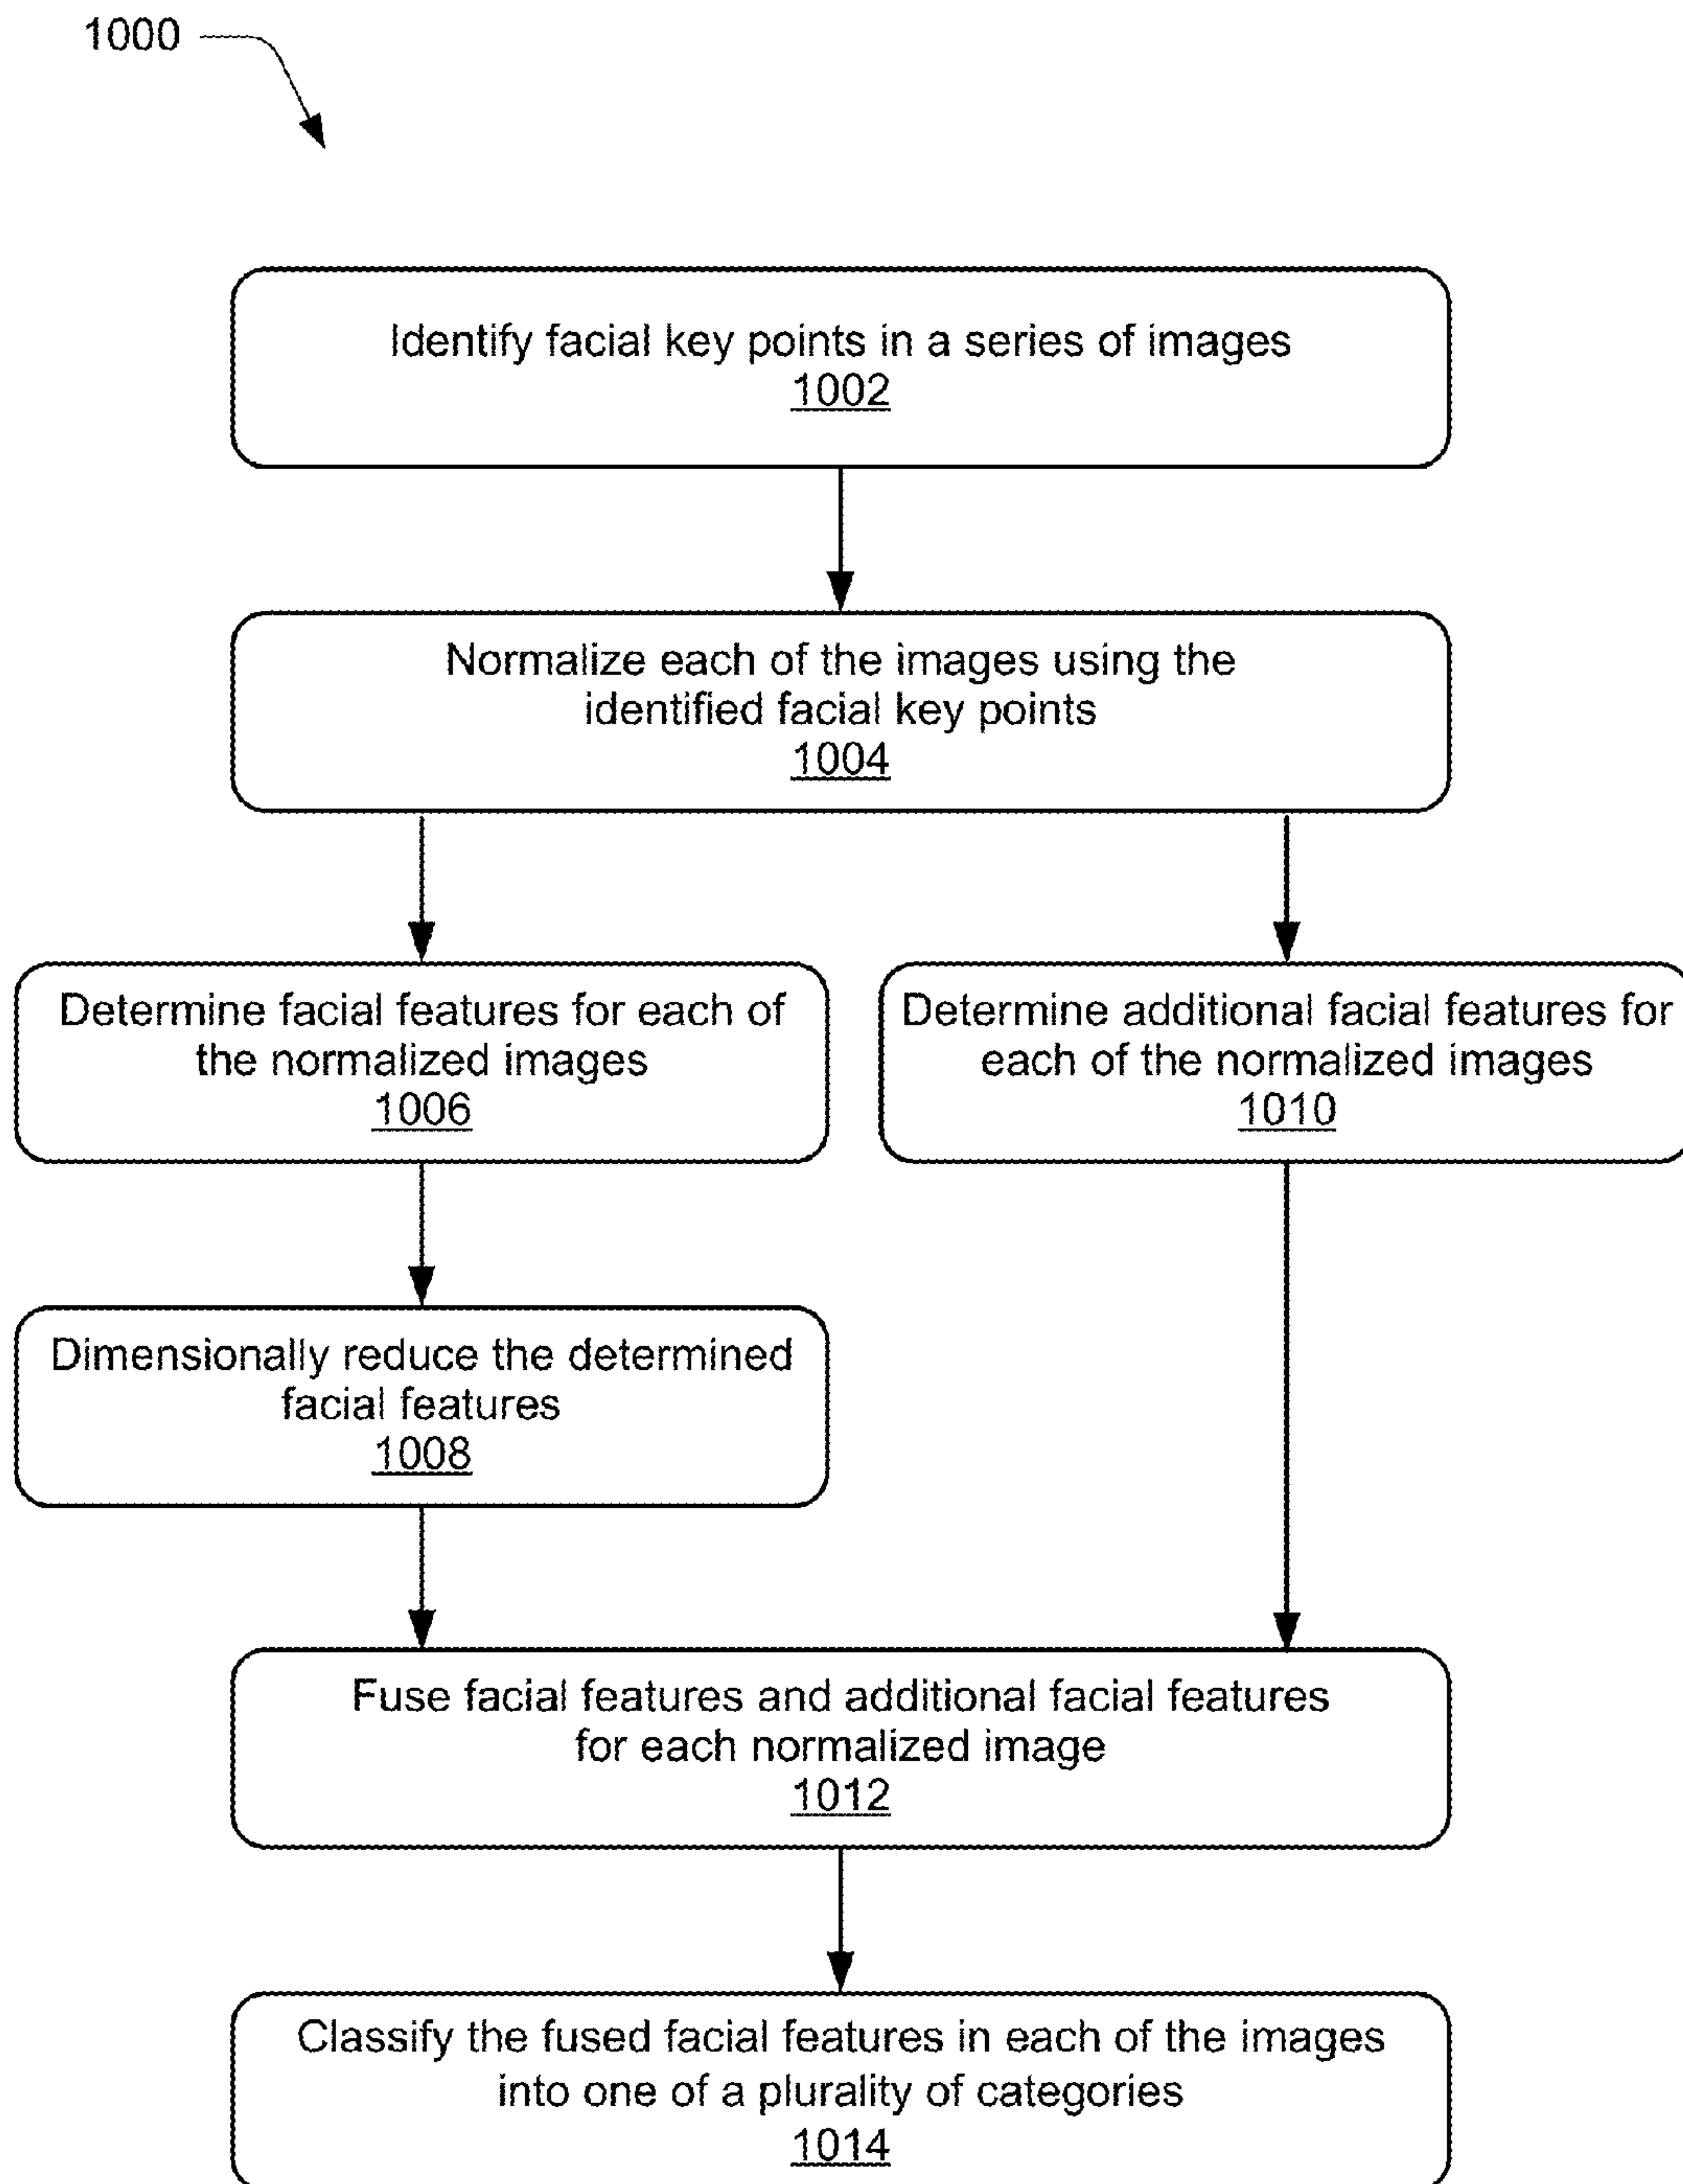 1000
Identify facial key points in a series of images
1002
Normalize each of the images using the
identified facial key points
1004
Determine facial features for each of
the normalized images
1006
Determine additional facial features for
each of the normalized images
1010
Dimensionally reduce the determined
facial features
1008
Fuse facial features and additional facial features
for each normalized image
1012
Classify the fused facial features in each of the images
into one of a plurality of categories
1014